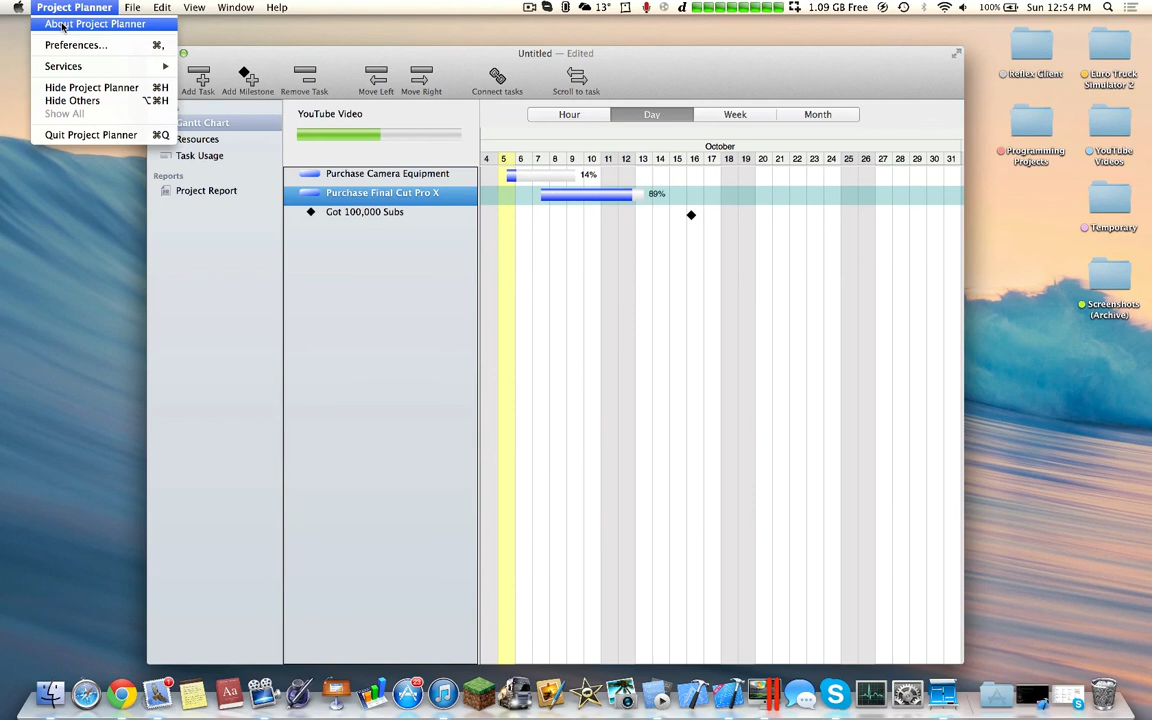 Project Planner File Edit View Window Help 13° 1.09 GB Free 100% Sun 12:54 PM
About Project Planner
Preferences... ⌘,
Services ▶
Hide Project Planner ⌘H
Hide Others ⌥⌘H
Show All
Quit Project Planner ⌘Q
Untitled — Edited
Add Task Add Milestone Remove Task Move Left Move Right Connect tasks Scroll to task
Gantt Chart
Resources
Task Usage
Reports
Project Report
YouTube Video
Hour Day Week Month
October
4 5 6 7 8 9 10 11 12 13 14 15 16 17 18 19 20 21 22 23 24 25 26 27 28 29 30 31
Purchase Camera Equipment 14%
Purchase Final Cut Pro X 89%
Got 100,000 Subs
Reflex Client
Euro Truck
Simulator 2
Programming
Projects
YouTube
Videos
Temporary
Screenshots
(Archive)